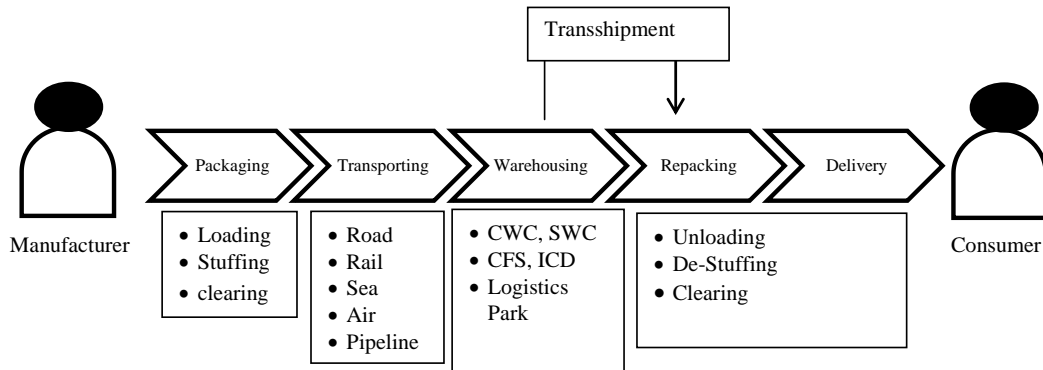 Transshipment
Packaging
Transporting
Warehousing
Repacking
Delivery
Manufacturer
Consumer
• Loading
• Stuffing
• clearing
• Road
• Rail
• Sea
• Air
• Pipeline
• CWC, SWC
• CFS, ICD
• Logistics
Park
• Unloading
• De-Stuffing
• Clearing